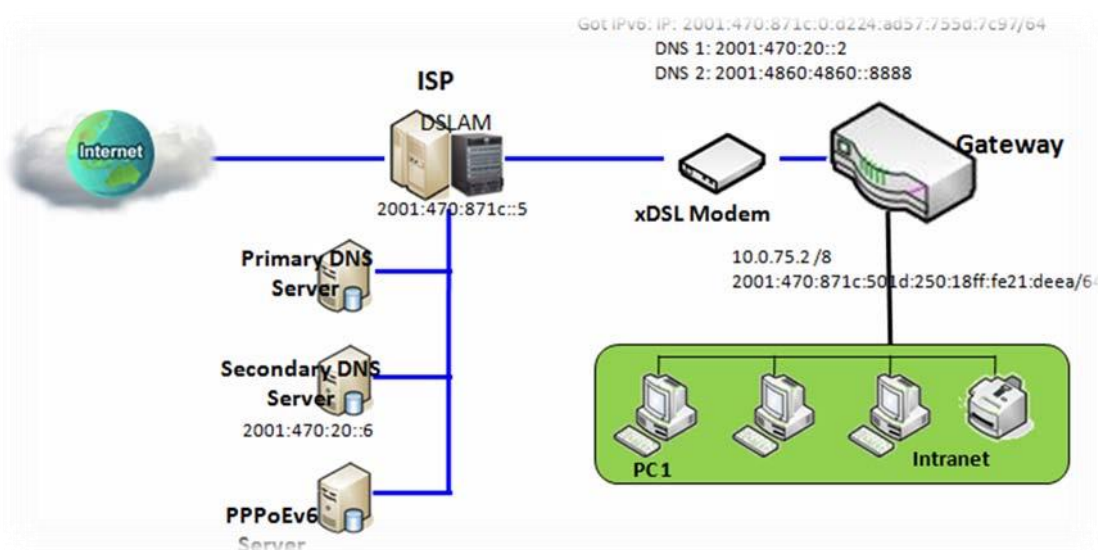 Got IPv6: IP: 2001:470:871c:0:d224:ad57:755d:7c97/64
DNS 1: 2001:470:20::2
DNS 2: 2001:4860:4860::8888
ISP
DSLAM
Internet
2001:470:871c::5
xDSL Modem
Gateway
Primary DNS
Server
10.0.75.2 /8
2001:470:871c:501d:250:18ff:fe21:deea/64
Secondary DNS
Server
2001:470:20::6
PC1
Intranet
PPPoEv6
Server